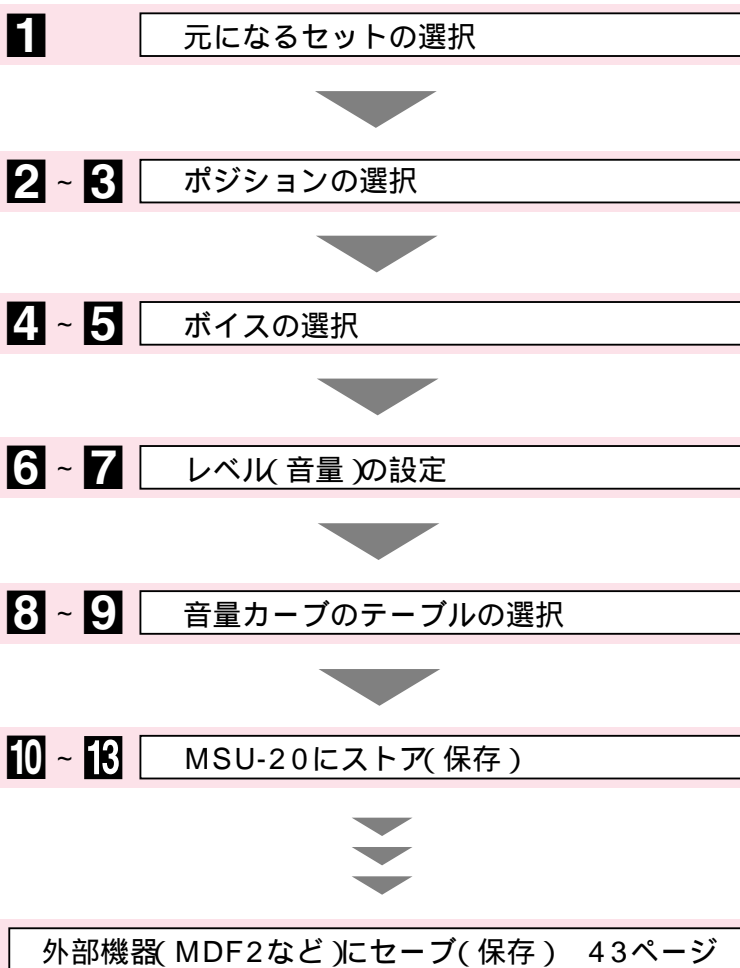 1 元になるセットの選択
2 ~ 3 ポジションの選択
4 ~ 5 ボイスの選択
6 ~ 7 レベル(音量)の設定
8 ~ 9 音量カーブのテーブルの選択
10 ~ 13 MSU-20にストア(保存)
外部機器(MDF2など)にセーブ(保存) 43ページ